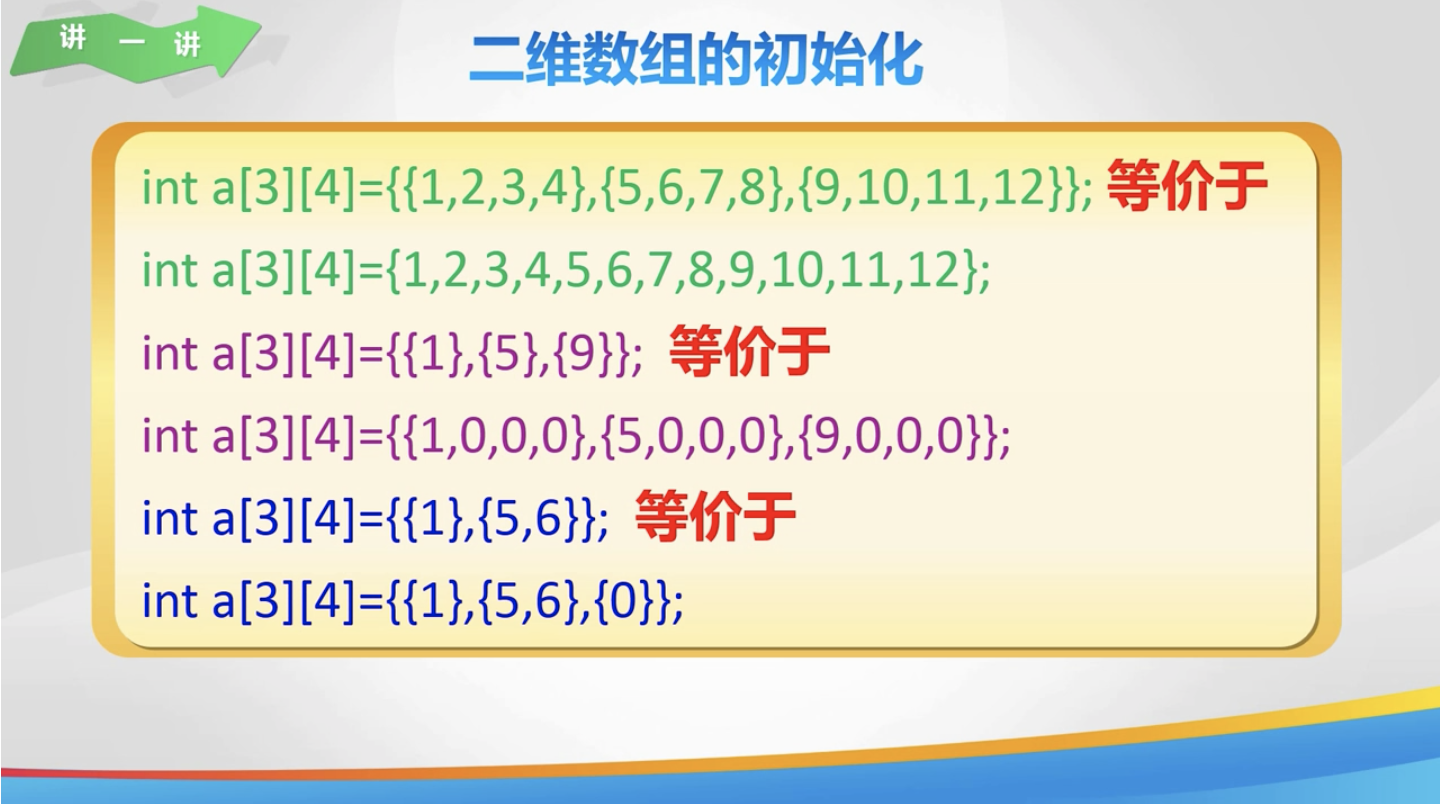 讲一讲
二维数组的初始化
int a[3][4]={{1,2,3,4},{5,6,7,8},{9,10,11,12}}; 等价于
int a[3][4]={1,2,3,4,5,6,7,8,9,10,11,12};
int a[3][4]={{1},{5},{9}}; 等价于
int a[3][4]={{1,0,0,0},{5,0,0,0},{9,0,0,0}};
int a[3][4]={{1},{5,6}}; 等价于
int a[3][4]={{1},{5,6},{0}};